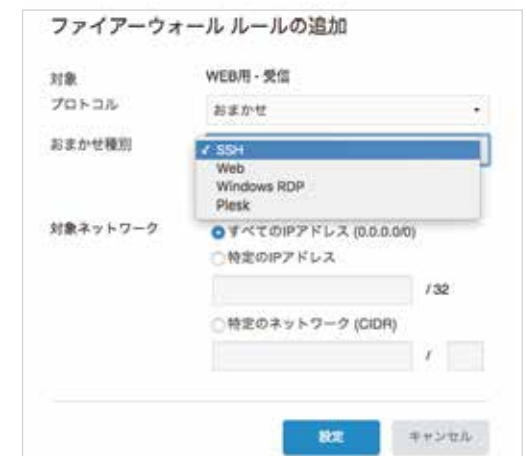 ファイアーウォール ルールの追加
対象 WEB用 - 受信
プロトコル おまかせ
おまかせ種別 ✓ SSH
Web
Windows RDP
Plesk
対象ネットワーク すべてのIPアドレス (0.0.0.0/0)
特定のIPアドレス
/ 32
特定のネットワーク (CIDR)
/
設定 キャンセル